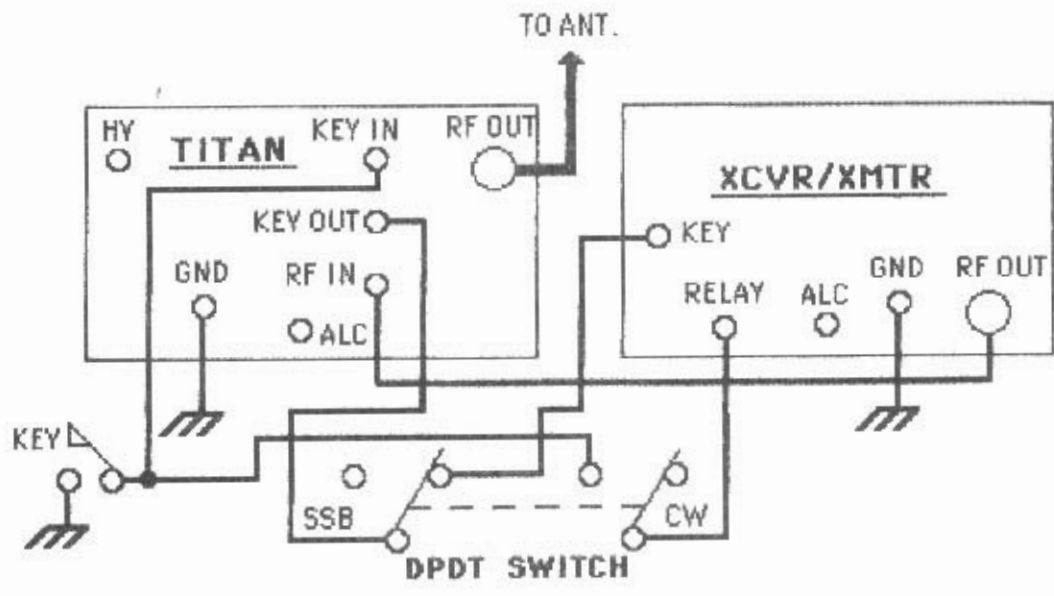 TO ANT.
HV
TITAN
KEY IN
RF OUT
KEY OUT
GND
RF IN
ALC
XCVR/XMTR
KEY
RELAY
ALC
GND
RF OUT
KEY
SSB
CW
DPDT SWITCH